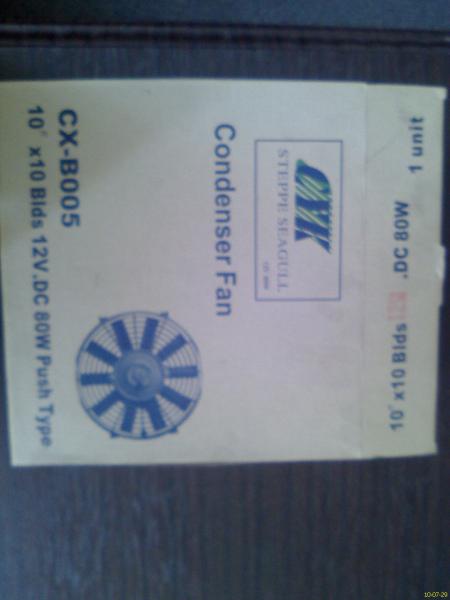 STEPPE SEAGULL
Condenser Fan
CX-B005
10" x10 Blds 12V .DC 80W Push Type
10" x10 Blds 12V .DC 80W 1 unit
10-07-29